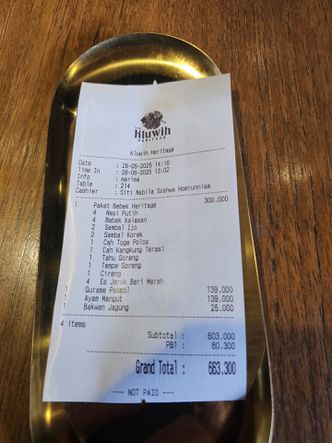 Kluwih
HERITAGE
Kluwih Heritage
Date : 28-06-2025 14:16
Time In : 28-06-2025 13:02
Info : merisa
Table : 214
Cashier : Siti Nabila Szahwa Hoerunnisa
1 Paket Bebek Heritage 300.000
4 Nasi Putih
4 Bebek Kalasan
2 Sambal Ijo
2 Sambal Korek
1 Cah Toge Polos
1 Cah Kangkung Terasi
1 Tahu Goreng
1 Tempe Goreng
1 Cireng
4 Es Jeruk Beri Merah
Gurame Pesmol 139.000
1 Ayam Mangut 139.000
1 Bakwan Jagung 25.000
4 items
Subtotal : 603.000
PB1 : 60.300
Grand Total : 663.300
--- NOT PAID ---